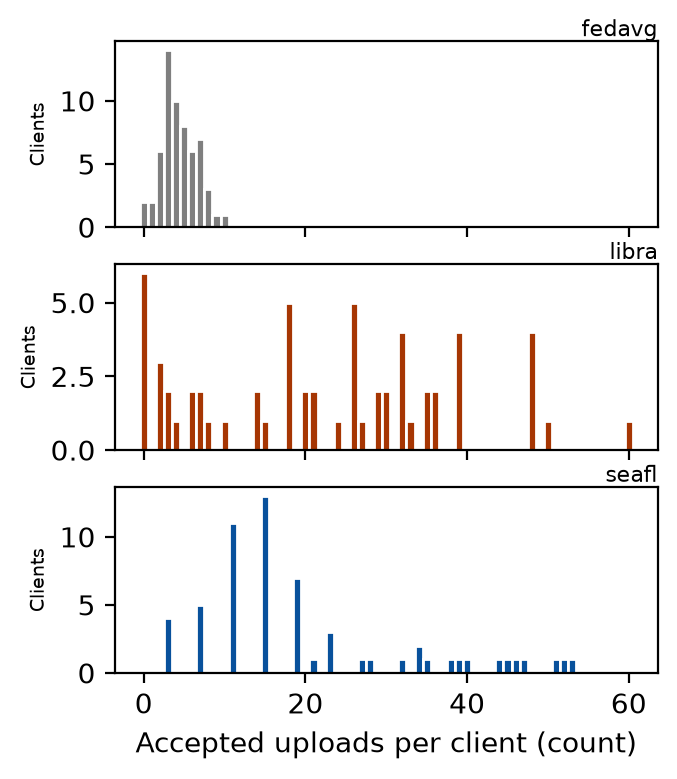 fedavg
10
5
0
Clients
libra
5.0
2.5
0.0
Clients
seafl
10
5
0
Clients
0 20 40 60
Accepted uploads per client (count)